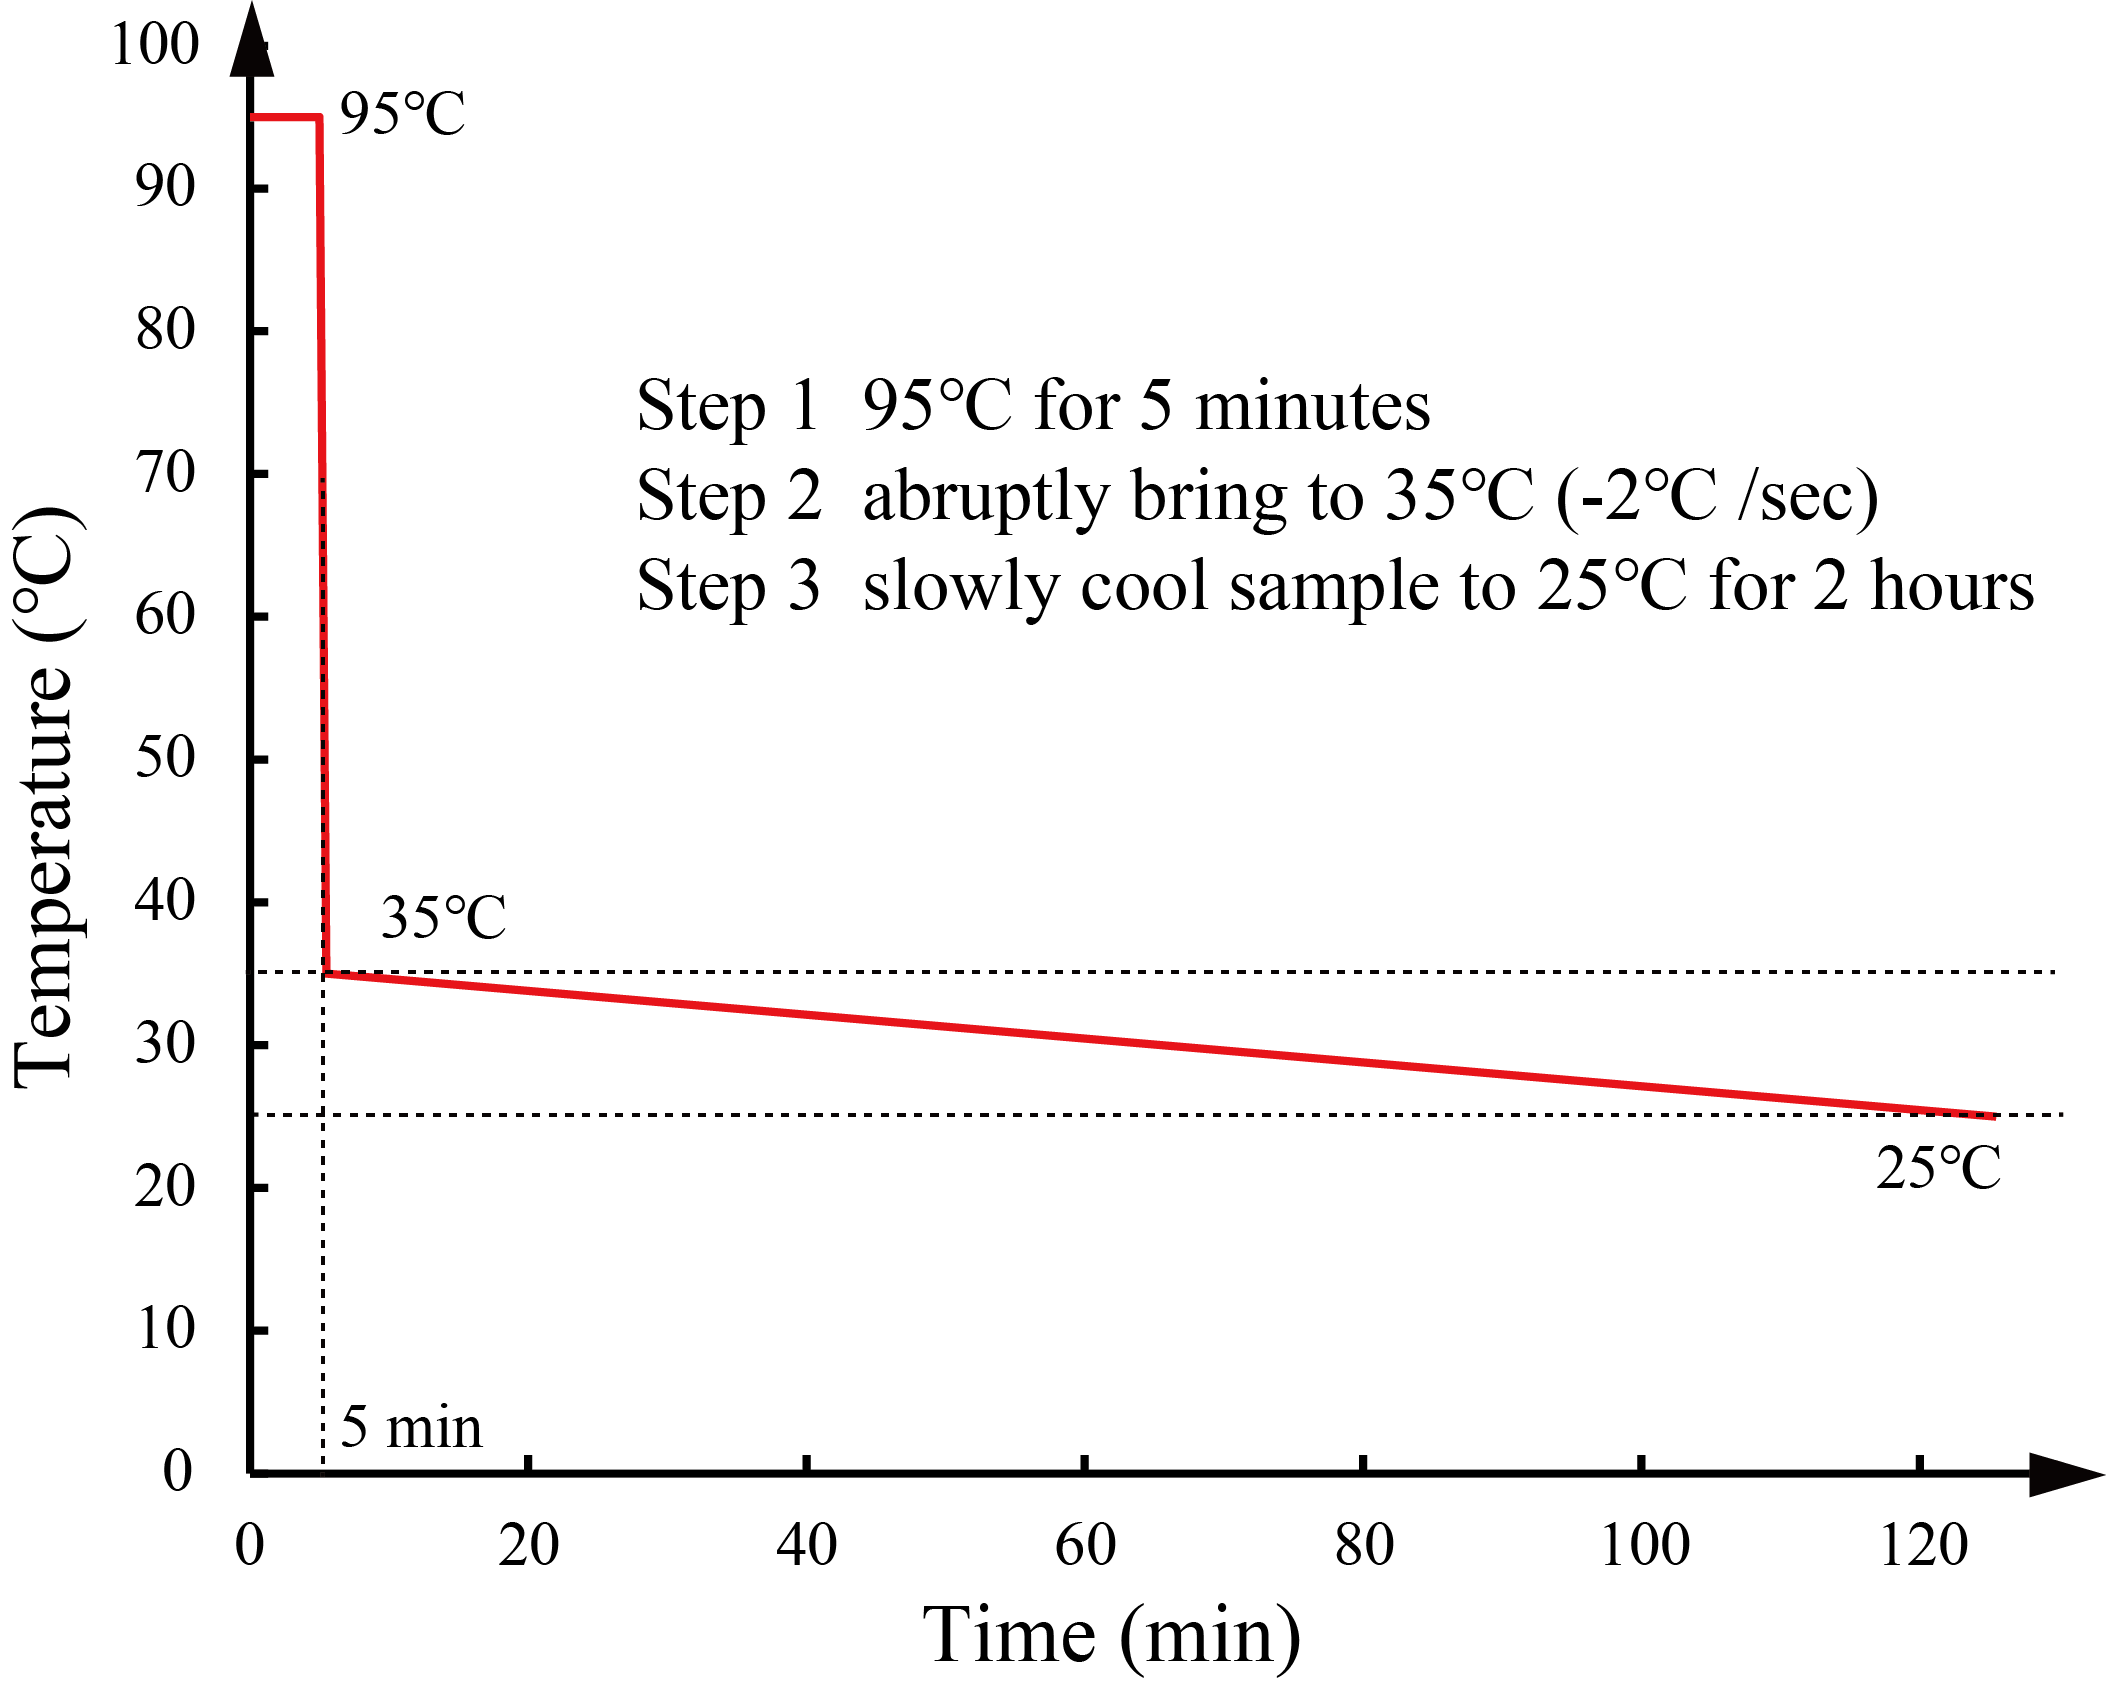 100
95°C
90
80
Step 1 95°C for 5 minutes
70
Step 2 abruptly bring to 35°C (-2°C /sec)
Step 3 slowly cool sample to 25°C for 2 hours
60
50
40
35°C
30
25°C
20
10
5 min
0
0 20 40 60 80 100 120
Time (min)
Temperature (°C)